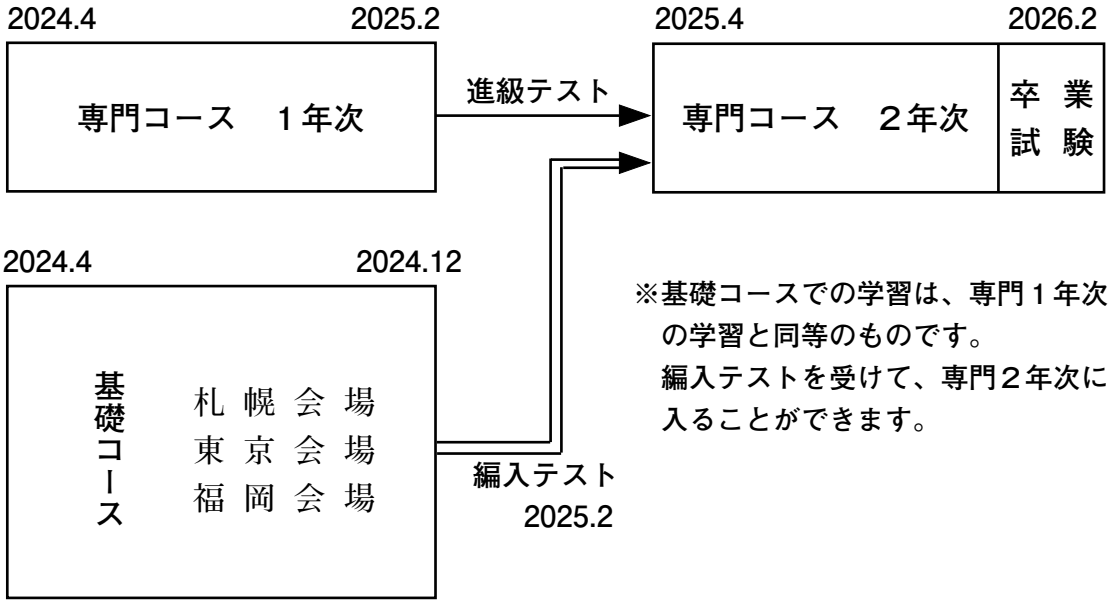 2024.4
2025.2
2025.4
2026.2
専門コース　1年次
進級テスト
専門コース　2年次
卒業
試験
2024.4
2024.12
基礎コース
札幌会場
東京会場
福岡会場
編入テスト
2025.2
※基礎コースでの学習は、専門1年次
の学習と同等のものです。
編入テストを受けて、専門2年次に
入ることができます。